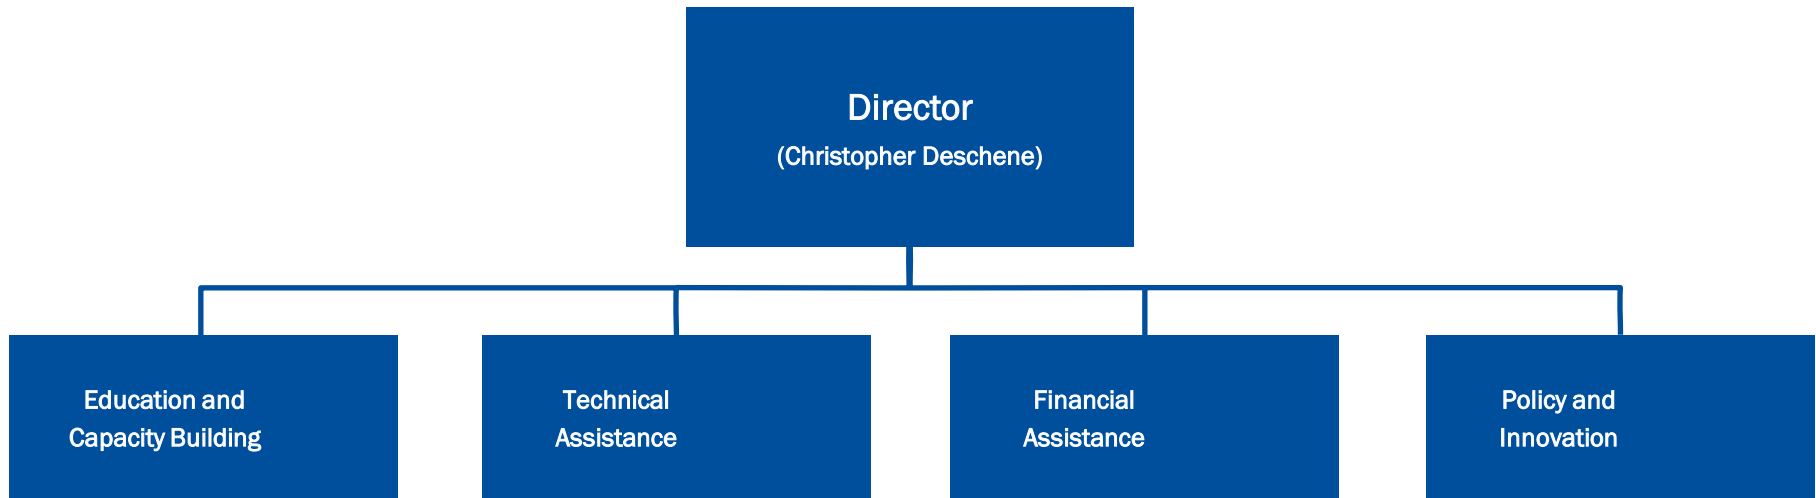 Director
(Christopher Deschene)
Education and
Capacity Building
Technical
Assistance
Financial
Assistance
Policy and
Innovation